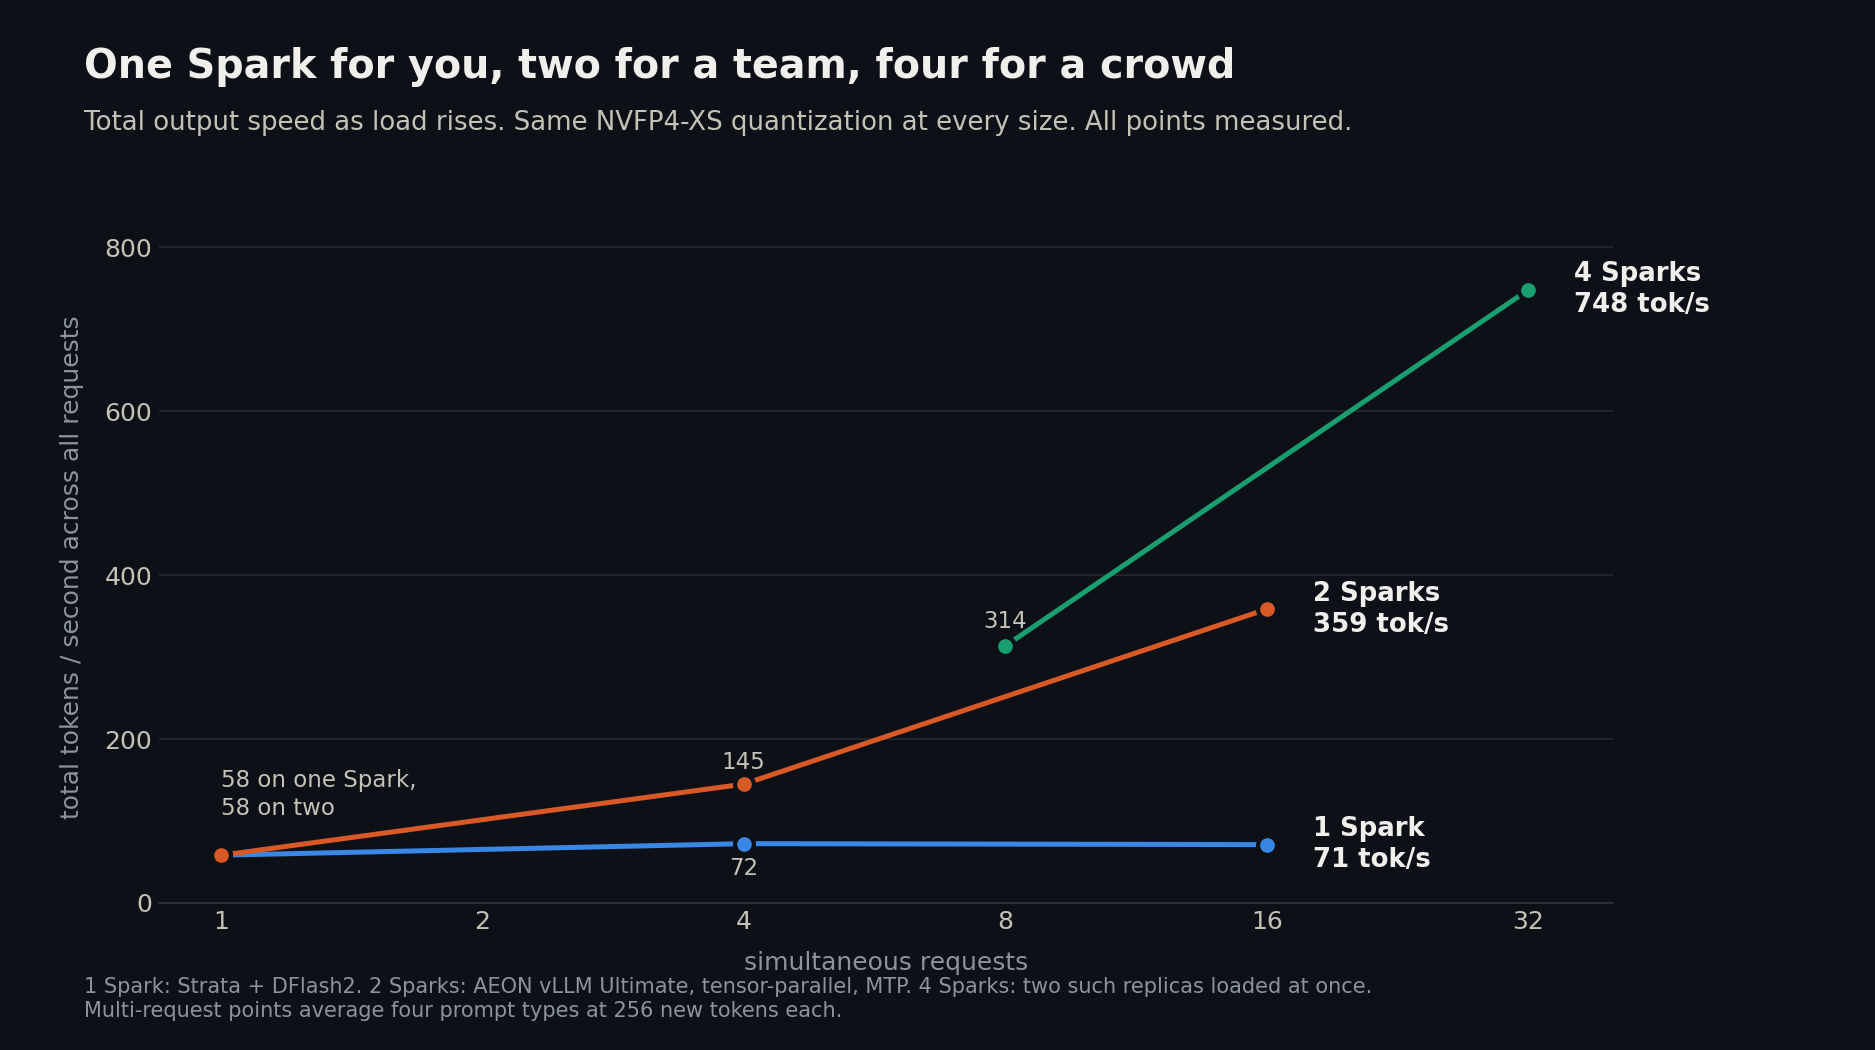 One Spark for you, two for a team, four for a crowd
Total output speed as load rises. Same NVFP4-XS quantization at every size. All points measured.
total tokens / second across all requests
800
600
400
200
0
4 Sparks
748 tok/s
314
2 Sparks
359 tok/s
145
58 on one Spark,
58 on two
72
1 Spark
71 tok/s
1 2 4 8 16 32
simultaneous requests
1 Spark: Strata + DFlash2. 2 Sparks: AEON vLLM Ultimate, tensor-parallel, MTP. 4 Sparks: two such replicas loaded at once.
Multi-request points average four prompt types at 256 new tokens each.